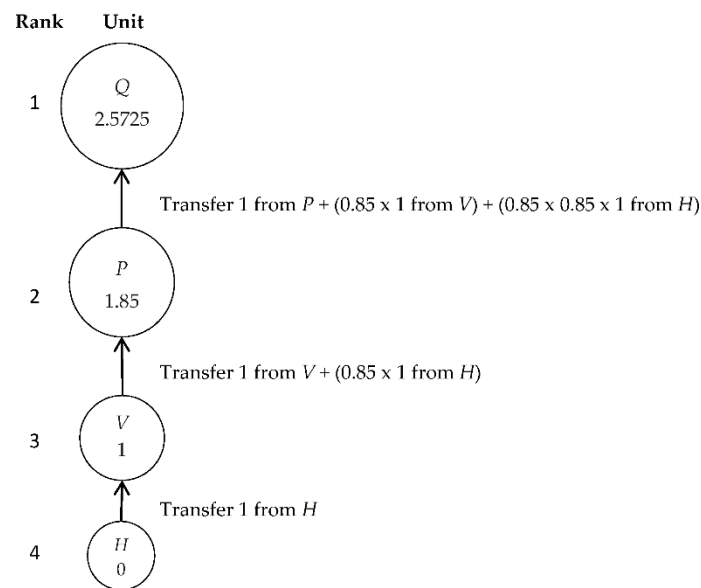 Rank Unit
1
Q
2.5725
Transfer 1 from P + (0.85 x 1 from V) + (0.85 x 0.85 x 1 from H)
2
P
1.85
Transfer 1 from V + (0.85 x 1 from H)
3
V
1
Transfer 1 from H
4
H
0